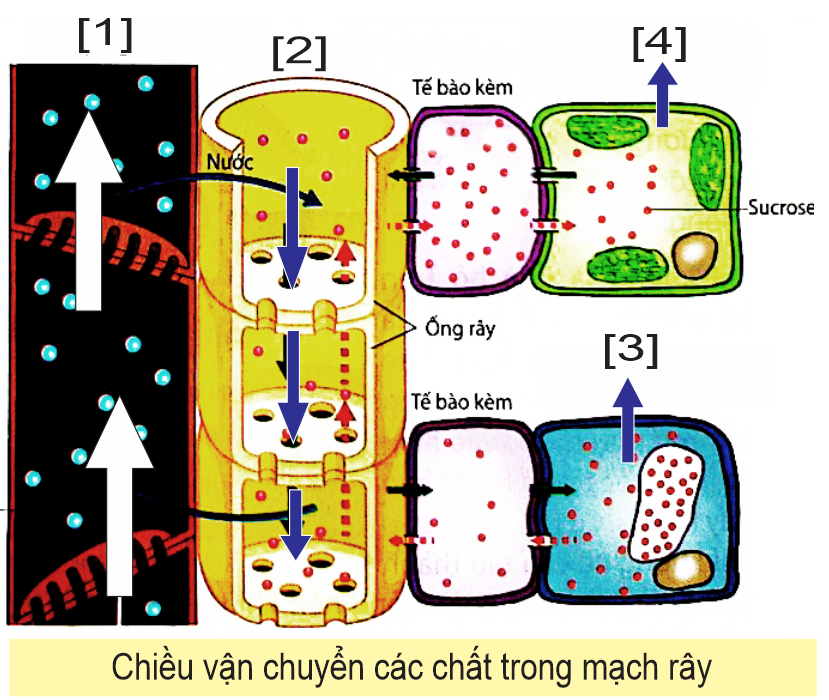 [1]
[2]
[4]
Tế bào kèm
Nước
Sucrose
Ống rây
[3]
Tế bào kèm
Chiều vận chuyển các chất trong mạch rây